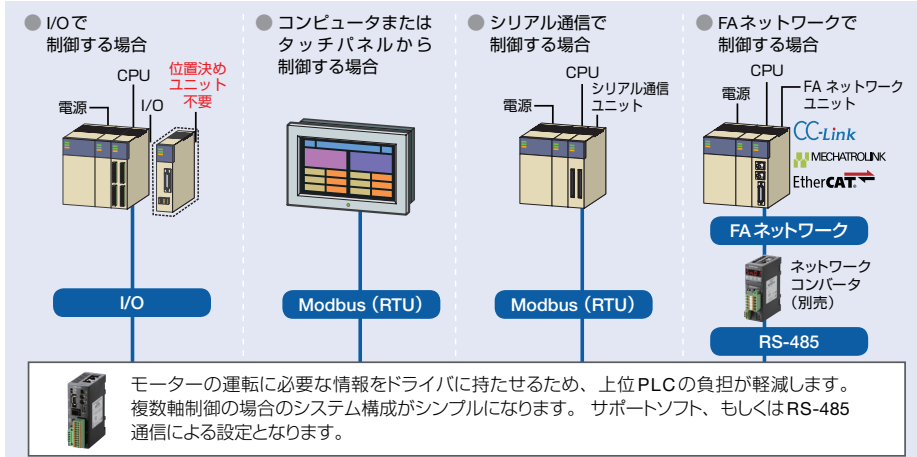 ● I/Oで
制御する場合
CPU
位置決め
ユニット
不要
電源
I/O
I/O
● コンピュータまたは
タッチパネルから
制御する場合
Modbus（RTU）
● シリアル通信で
制御する場合
CPU
シリアル通信
ユニット
電源
Modbus（RTU）
● FAネットワークで
制御する場合
CPU
電源
FA ネットワーク
ユニット
CC-Link
MECHATROLINK
EtherCAT®
FAネットワーク
ネットワーク
コンバータ
（別売）
RS-485
モーターの運転に必要な情報をドライバに持たせるため、上位PLCの負担が軽減します。
複数軸制御の場合のシステム構成がシンプルになります。 サポートソフト、もしくはRS-485
通信による設定となります。